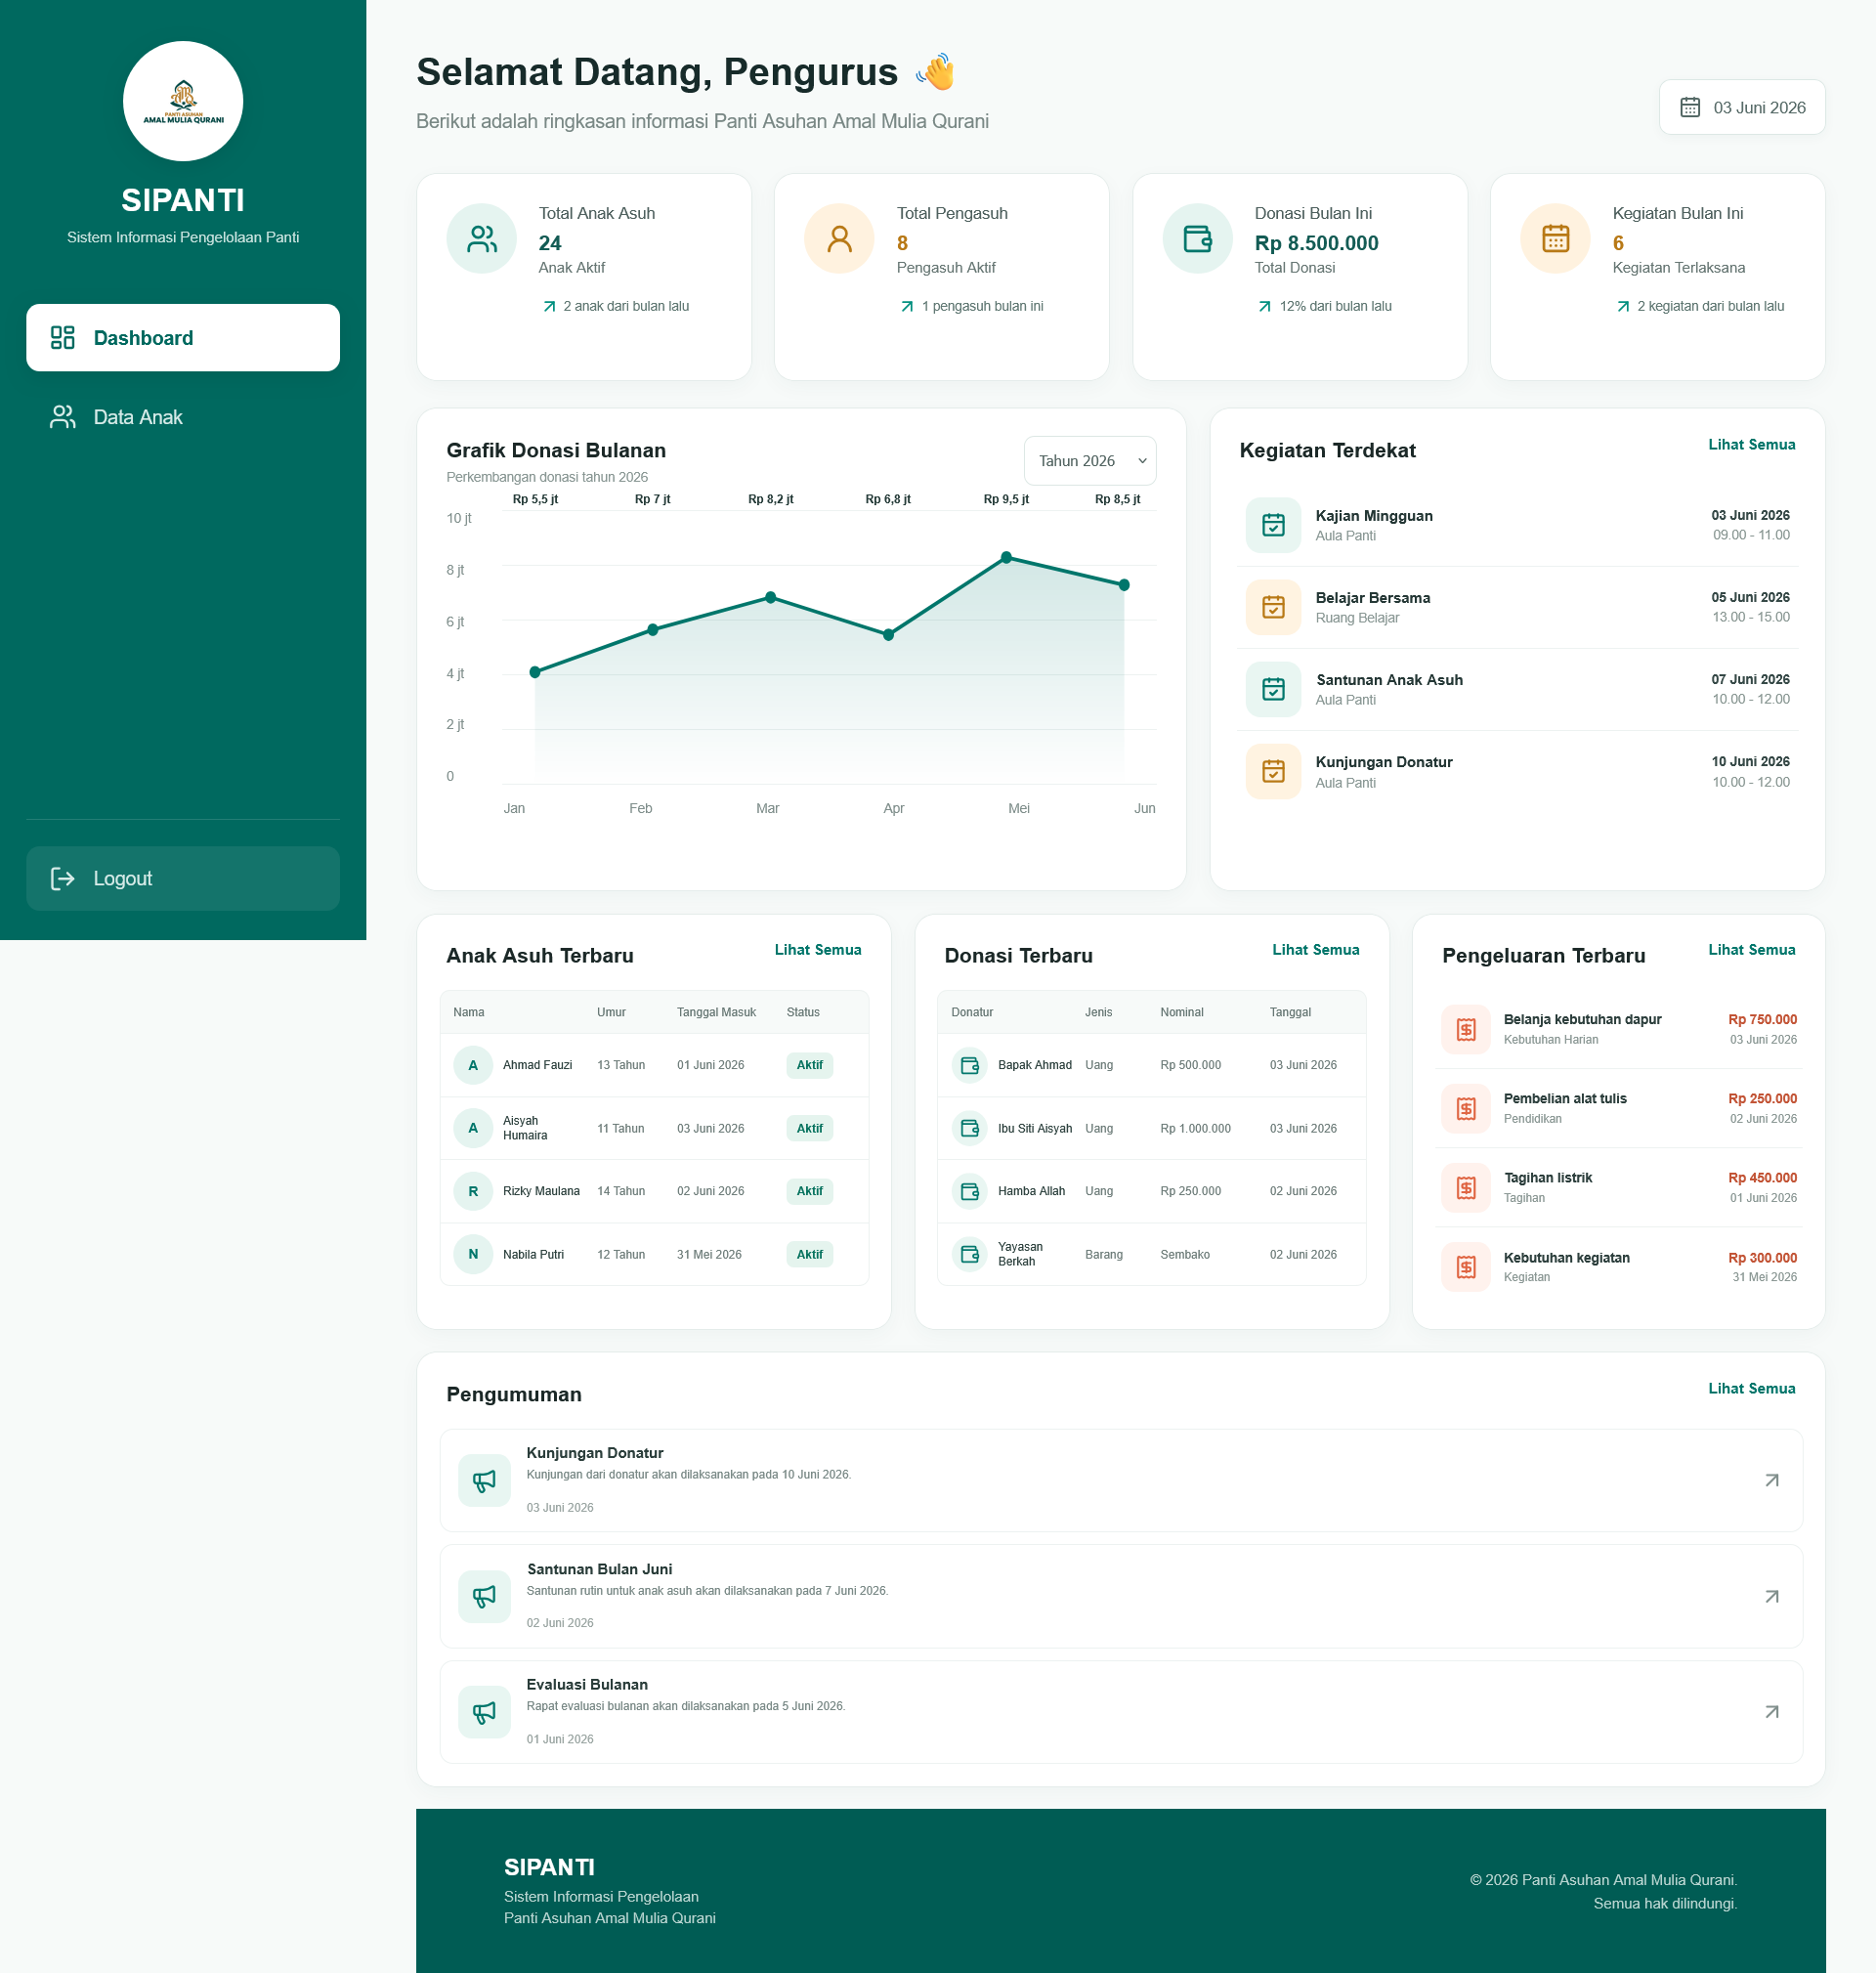 PANTI ASUHAN
AMAL MULIA QURANI
SIPANTI
Sistem Informasi Pengelolaan Panti
Dashboard
Data Anak
Logout
Selamat Datang, Pengurus 👋
Berikut adalah ringkasan informasi Panti Asuhan Amal Mulia Qurani
03 Juni 2026
Total Anak Asuh
24
Anak Aktif
2 anak dari bulan lalu
Total Pengasuh
8
Pengasuh Aktif
1 pengasuh bulan ini
Donasi Bulan Ini
Rp 8.500.000
Total Donasi
12% dari bulan lalu
Kegiatan Bulan Ini
6
Kegiatan Terlaksana
2 kegiatan dari bulan lalu
Grafik Donasi Bulanan
Perkembangan donasi tahun 2026
Tahun 2026
Rp 5,5 jt Rp 7 jt Rp 8,2 jt Rp 6,8 jt Rp 9,5 jt Rp 8,5 jt
10 jt
8 jt
6 jt
4 jt
2 jt
0
Jan Feb Mar Apr Mei Jun
Kegiatan Terdekat
Lihat Semua
Kajian Mingguan 03 Juni 2026
Aula Panti 09.00 - 11.00
Belajar Bersama 05 Juni 2026
Ruang Belajar 13.00 - 15.00
Santunan Anak Asuh 07 Juni 2026
Aula Panti 10.00 - 12.00
Kunjungan Donatur 10 Juni 2026
Aula Panti 10.00 - 12.00
Anak Asuh Terbaru
Lihat Semua
Nama Umur Tanggal Masuk Status
A Ahmad Fauzi 13 Tahun 01 Juni 2026 Aktif
A Aisyah Humaira 11 Tahun 03 Juni 2026 Aktif
R Rizky Maulana 14 Tahun 02 Juni 2026 Aktif
N Nabila Putri 12 Tahun 31 Mei 2026 Aktif
Donasi Terbaru
Lihat Semua
Donatur Jenis Nominal Tanggal
Bapak Ahmad Uang Rp 500.000 03 Juni 2026
Ibu Siti Aisyah Uang Rp 1.000.000 03 Juni 2026
Hamba Allah Uang Rp 250.000 02 Juni 2026
Yayasan Berkah Barang Sembako 02 Juni 2026
Pengeluaran Terbaru
Lihat Semua
Belanja kebutuhan dapur Rp 750.000
Kebutuhan Harian 03 Juni 2026
Pembelian alat tulis Rp 250.000
Pendidikan 02 Juni 2026
Tagihan listrik Rp 450.000
Tagihan 01 Juni 2026
Kebutuhan kegiatan Rp 300.000
Kegiatan 31 Mei 2026
Pengumuman
Lihat Semua
Kunjungan Donatur
Kunjungan dari donatur akan dilaksanakan pada 10 Juni 2026.
03 Juni 2026
Santunan Bulan Juni
Santunan rutin untuk anak asuh akan dilaksanakan pada 7 Juni 2026.
02 Juni 2026
Evaluasi Bulanan
Rapat evaluasi bulanan akan dilaksanakan pada 5 Juni 2026.
01 Juni 2026
SIPANTI
Sistem Informasi Pengelolaan
Panti Asuhan Amal Mulia Qurani
© 2026 Panti Asuhan Amal Mulia Qurani.
Semua hak dilindungi.